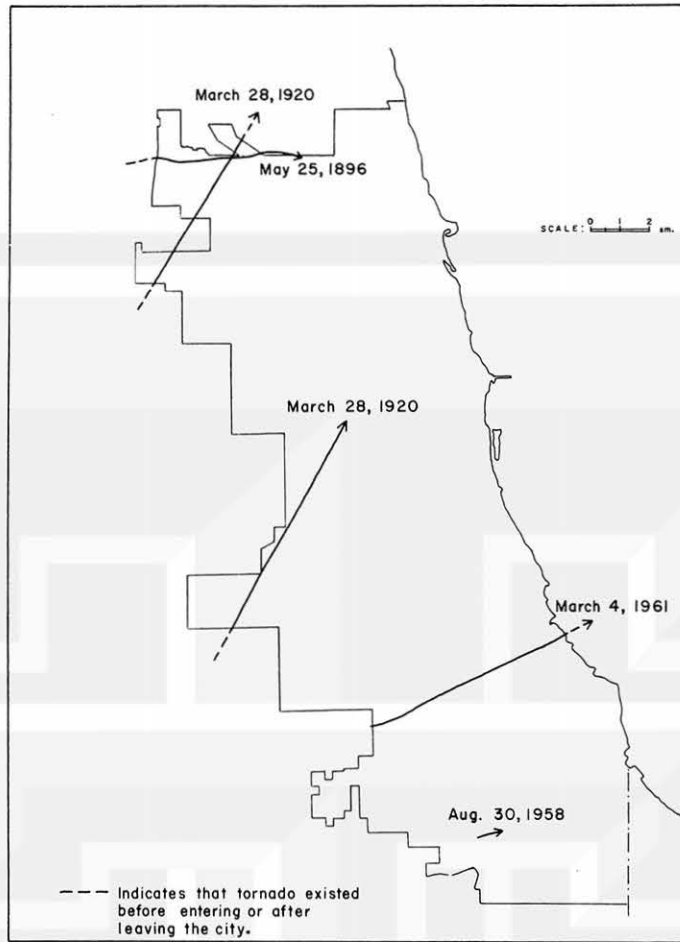 March 28, 1920
May 25, 1896
SCALE: 0 1 2 sm.
March 28, 1920
March 4, 1961
Aug. 30, 1958
Indicates that tornado existed
before entering or after
leaving the city.